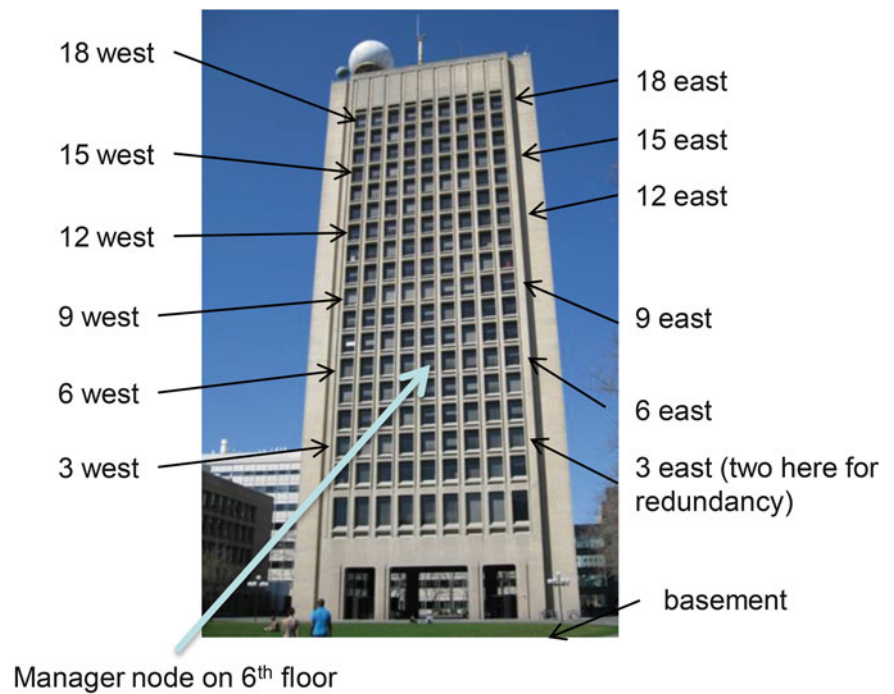 18 west
15 west
12 west
9 west
6 west
3 west
18 east
15 east
12 east
9 east
6 east
3 east (two here for
redundancy)
basement
Manager node on 6th floor